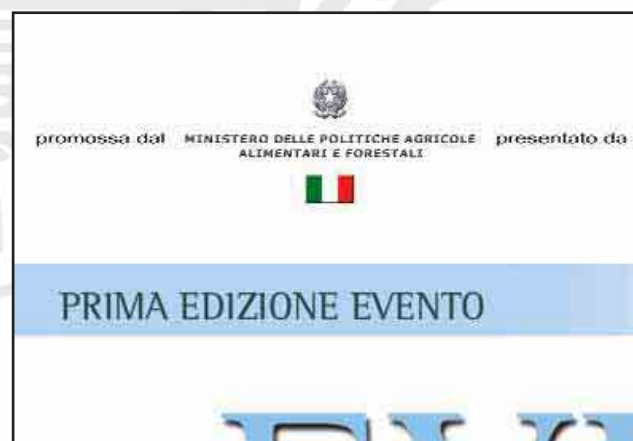 promossa dal MINISTERO DELLE POLITICHE AGRICOLE presentato da
ALIMENTARI E FORESTALI
PRIMA EDIZIONE EVENTO